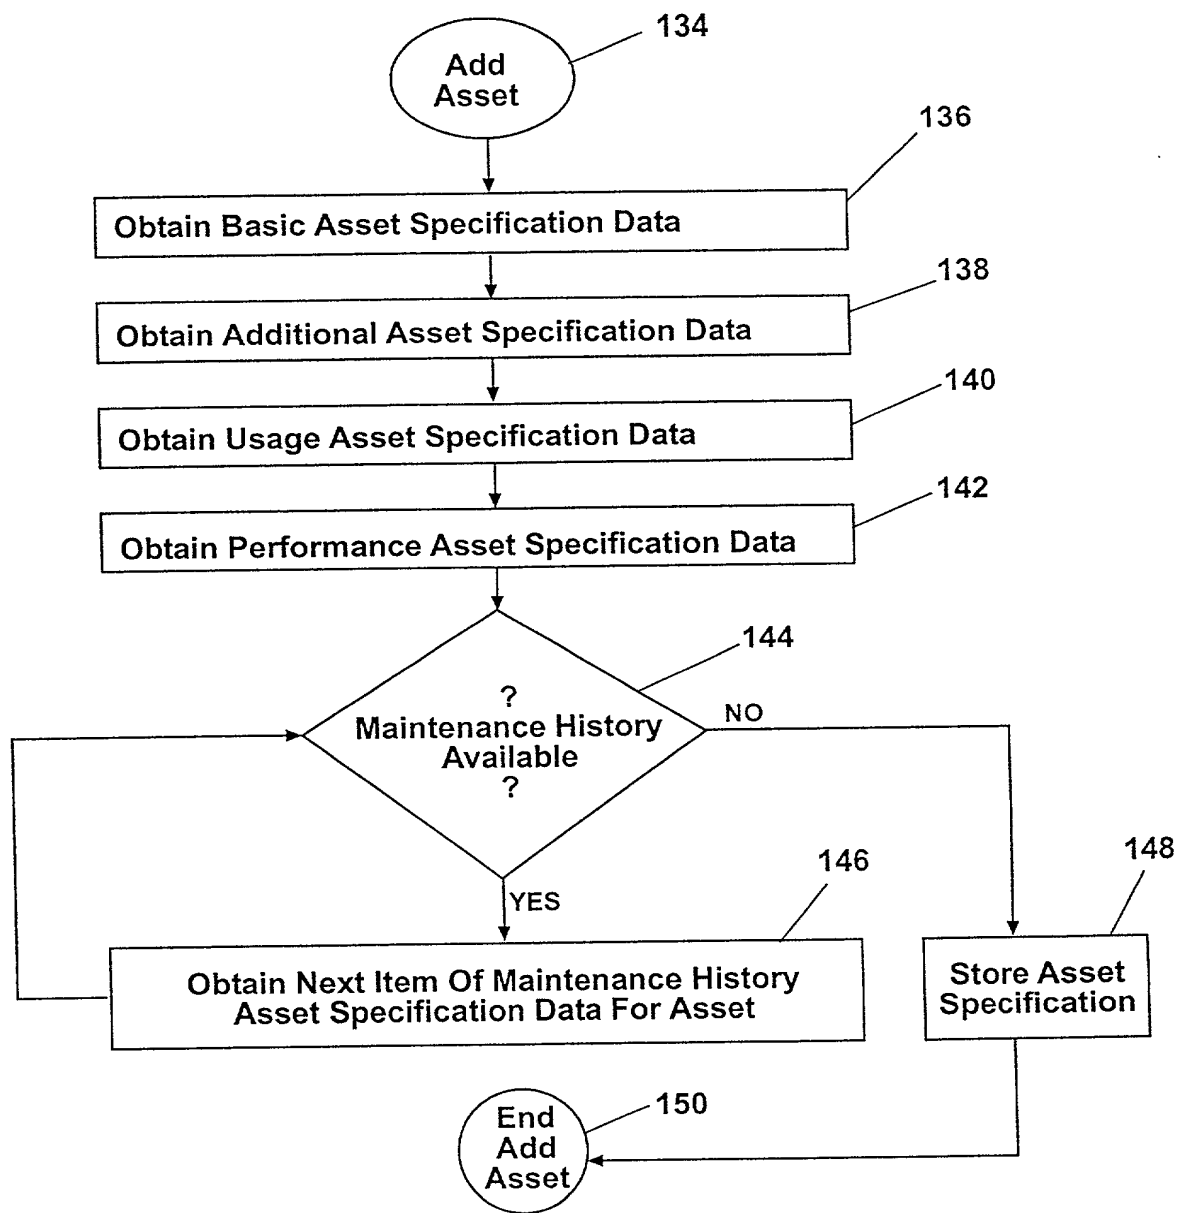 134
Add
Asset
136
Obtain Basic Asset Specification Data
138
Obtain Additional Asset Specification Data
140
Obtain Usage Asset Specification Data
142
Obtain Performance Asset Specification Data
144
?
Maintenance History
Available
?
NO
YES
146
148
Obtain Next Item Of Maintenance History
Asset Specification Data For Asset
Store Asset
Specification
150
End
Add
Asset